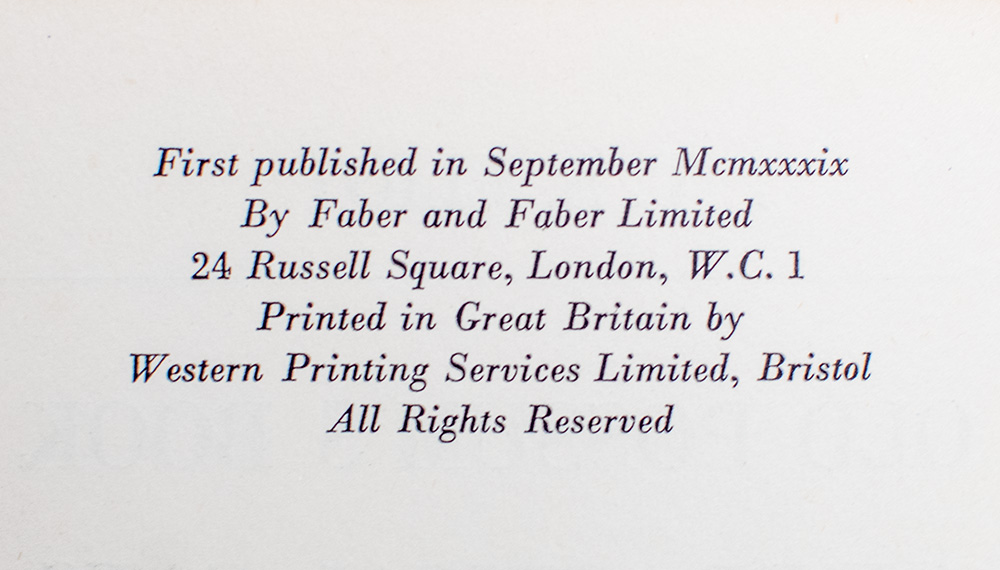 First published in September Mcmxxxix
By Faber and Faber Limited
24 Russell Square, London, W.C. 1
Printed in Great Britain by
Western Printing Services Limited, Bristol
All Rights Reserved